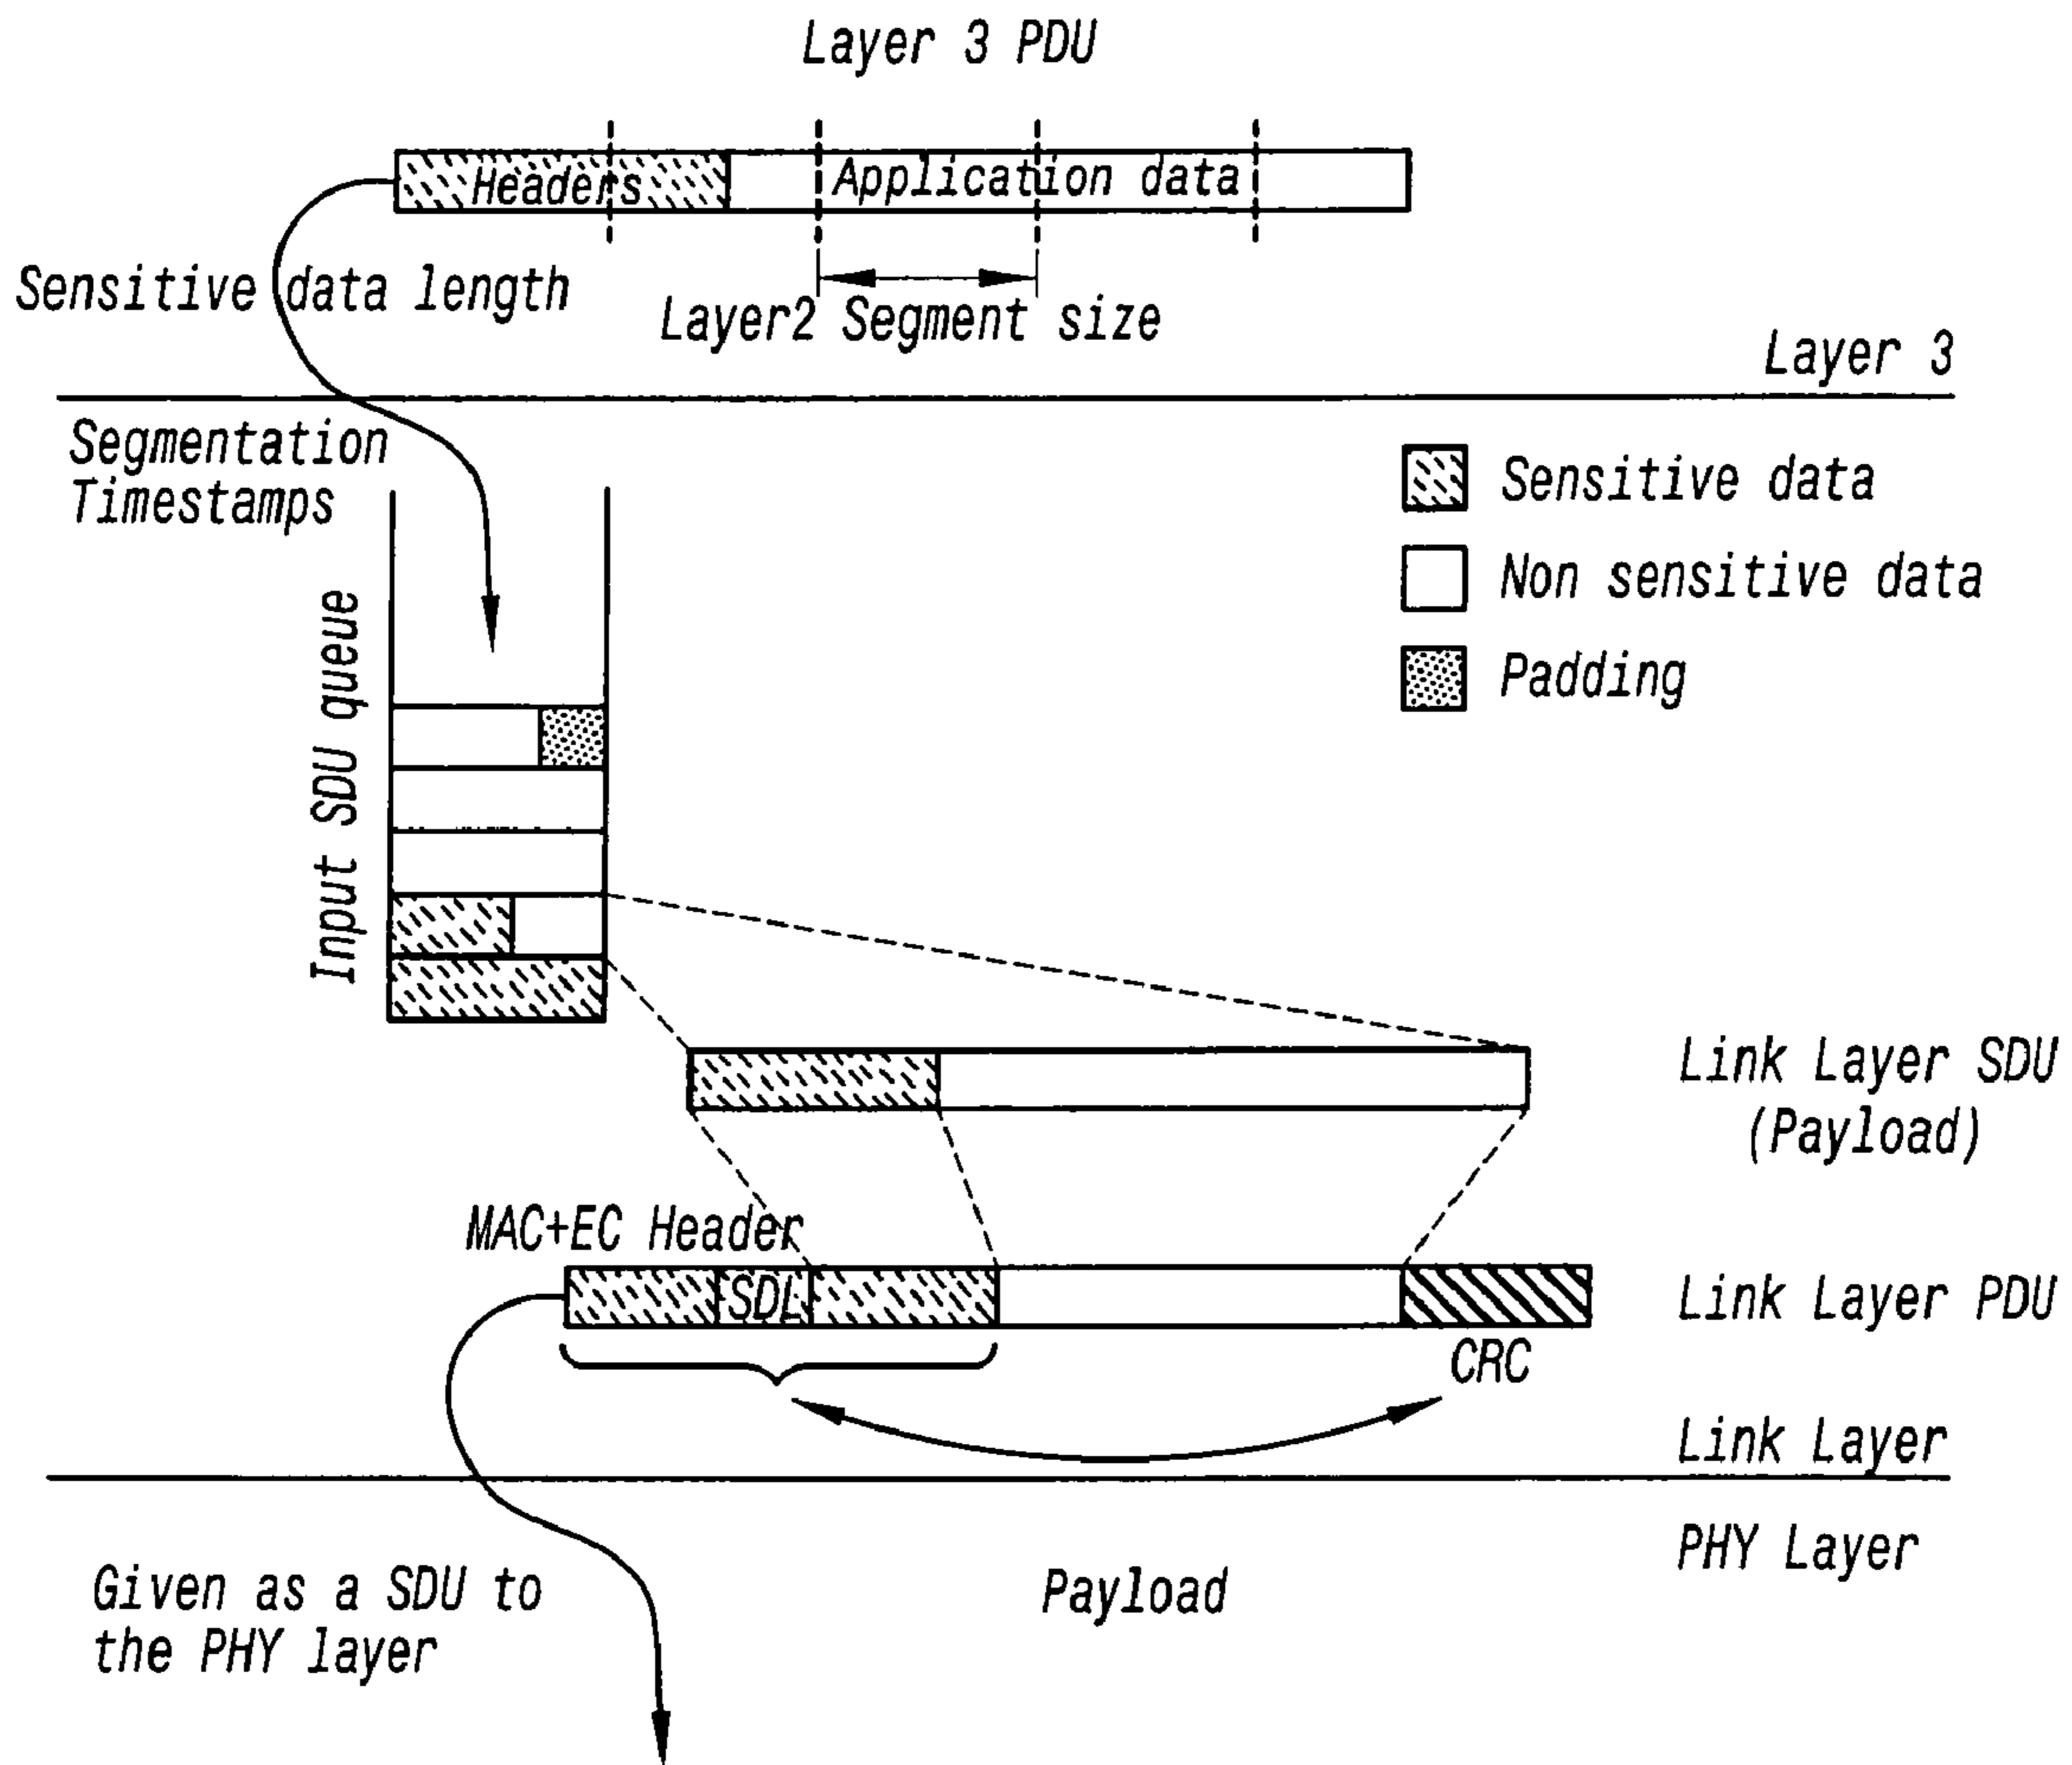 Layer 3 PDU
Headers
Application data
Sensitive data length
Layer2 Segment size
Layer 3
Segmentation
Timestamps
Sensitive data
Non sensitive data
Padding
Input SDU queue
Link Layer SDU
(Payload)
MAC+EC Header
SDL
Link Layer PDU
CRC
Link Layer
PHY Layer
Given as a SDU to
the PHY layer
Payload